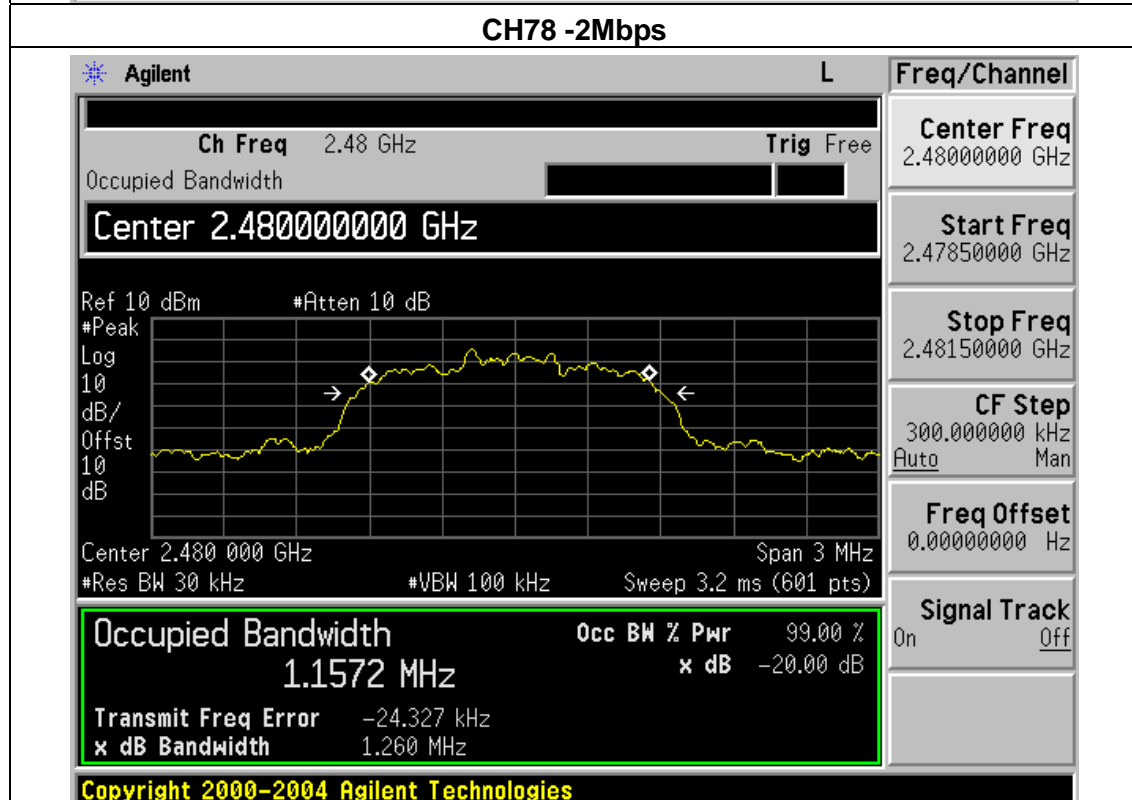 CH78 -2Mbps
Agilent L Freq/Channel
Ch Freq 2.48 GHz Trig Free
Occupied Bandwidth
Center 2.480000000 GHz
Ref 10 dBm #Atten 10 dB
#Peak
Log
10
dB/
Offst
10
dB
Center 2.480 000 GHz Span 3 MHz
#Res BW 30 kHz #VBW 100 kHz Sweep 3.2 ms (601 pts)
Occupied Bandwidth Occ BW % Pwr 99.00 %
1.1572 MHz x dB -20.00 dB
Transmit Freq Error -24.327 kHz
x dB Bandwidth 1.260 MHz
Copyright 2000-2004 Agilent Technologies
Center Freq
2.48000000 GHz
Start Freq
2.47850000 GHz
Stop Freq
2.48150000 GHz
CF Step
300.000000 kHz
Auto Man
Freq Offset
0.00000000 Hz
Signal Track
On Off